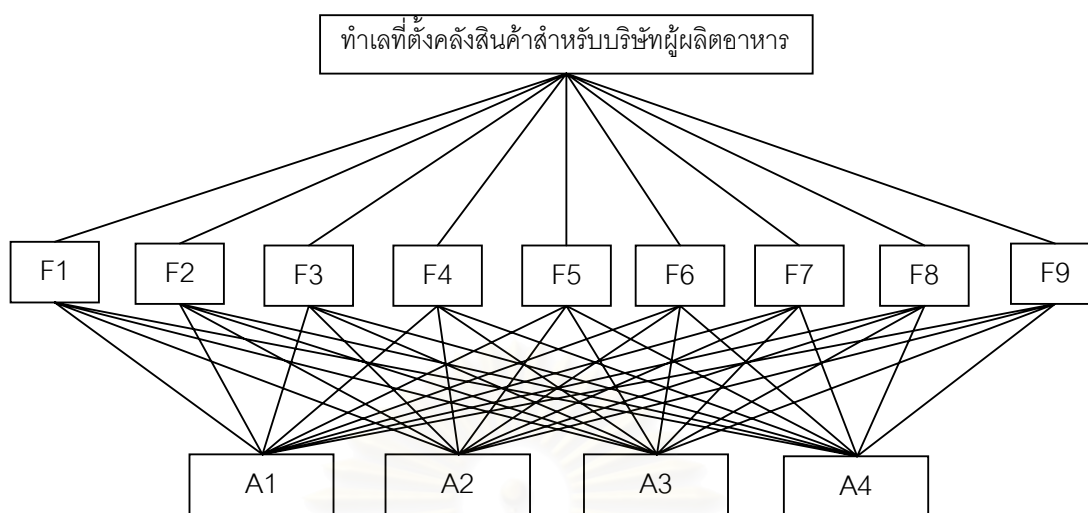 ทำเลที่ตั้งคลังสินค้าสำหรับบริษัทผู้ผลิตอาหาร
F1 F2 F3 F4 F5 F6 F7 F8 F9
A1 A2 A3 A4